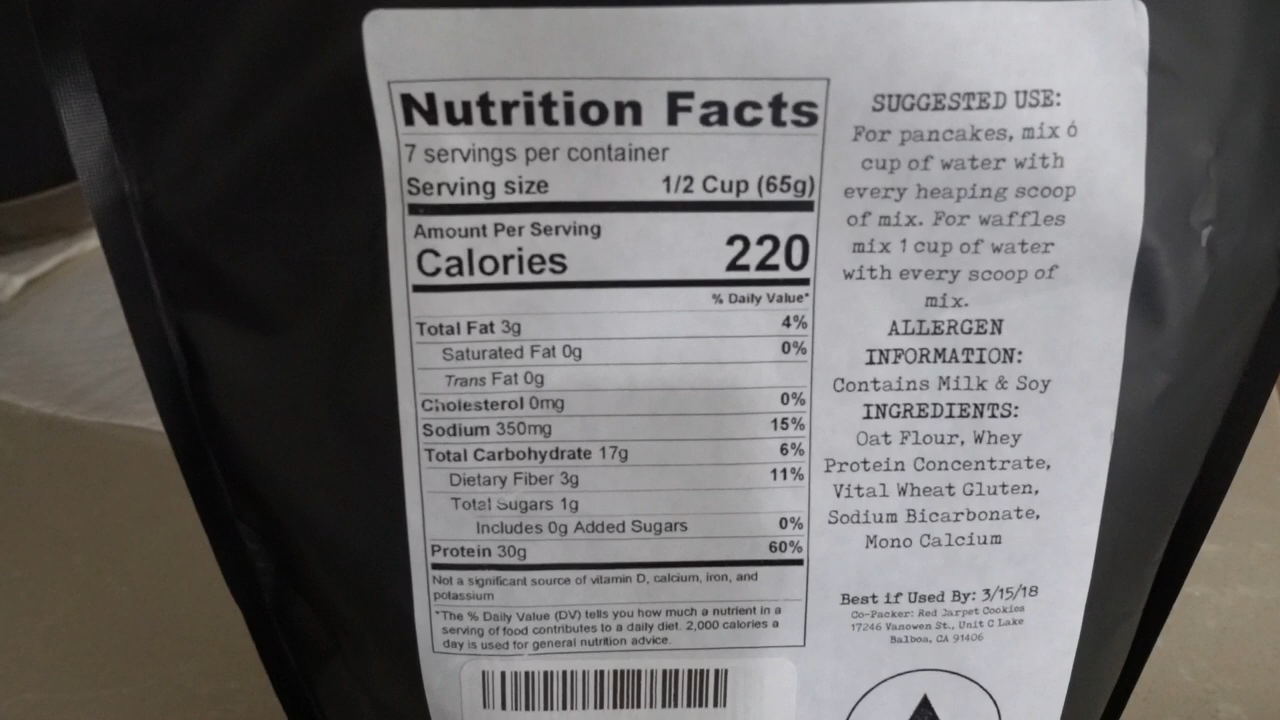 Nutrition Facts
7 servings per container
Serving size 1/2 Cup (65g)
Amount Per Serving
Calories 220
% Daily Value*
Total Fat 3g 4%
Saturated Fat 0g 0%
Trans Fat 0g
Cholesterol 0mg 0%
Sodium 350mg 15%
Total Carbohydrate 17g 6%
Dietary Fiber 3g 11%
Total Sugars 1g
Includes 0g Added Sugars 0%
Protein 30g 60%
Not a significant source of vitamin D, calcium, iron, and
potassium
*The % Daily Value (DV) tells you how much a nutrient in a
serving of food contributes to a daily diet. 2,000 calories a
day is used for general nutrition advice.
SUGGESTED USE:
For pancakes, mix ó
cup of water with
every heaping scoop
of mix. For waffles
mix 1 cup of water
with every scoop of
mix.
ALLERGEN
INFORMATION:
Contains Milk & Soy
INGREDIENTS:
Oat Flour, Whey
Protein Concentrate,
Vital Wheat Gluten,
Sodium Bicarbonate,
Mono Calcium
Best if Used By: 3/15/18
Co-Packer: Red Jarpet Cookies
17246 Vanowen St., Unit C Lake
Balboa, CA 91406